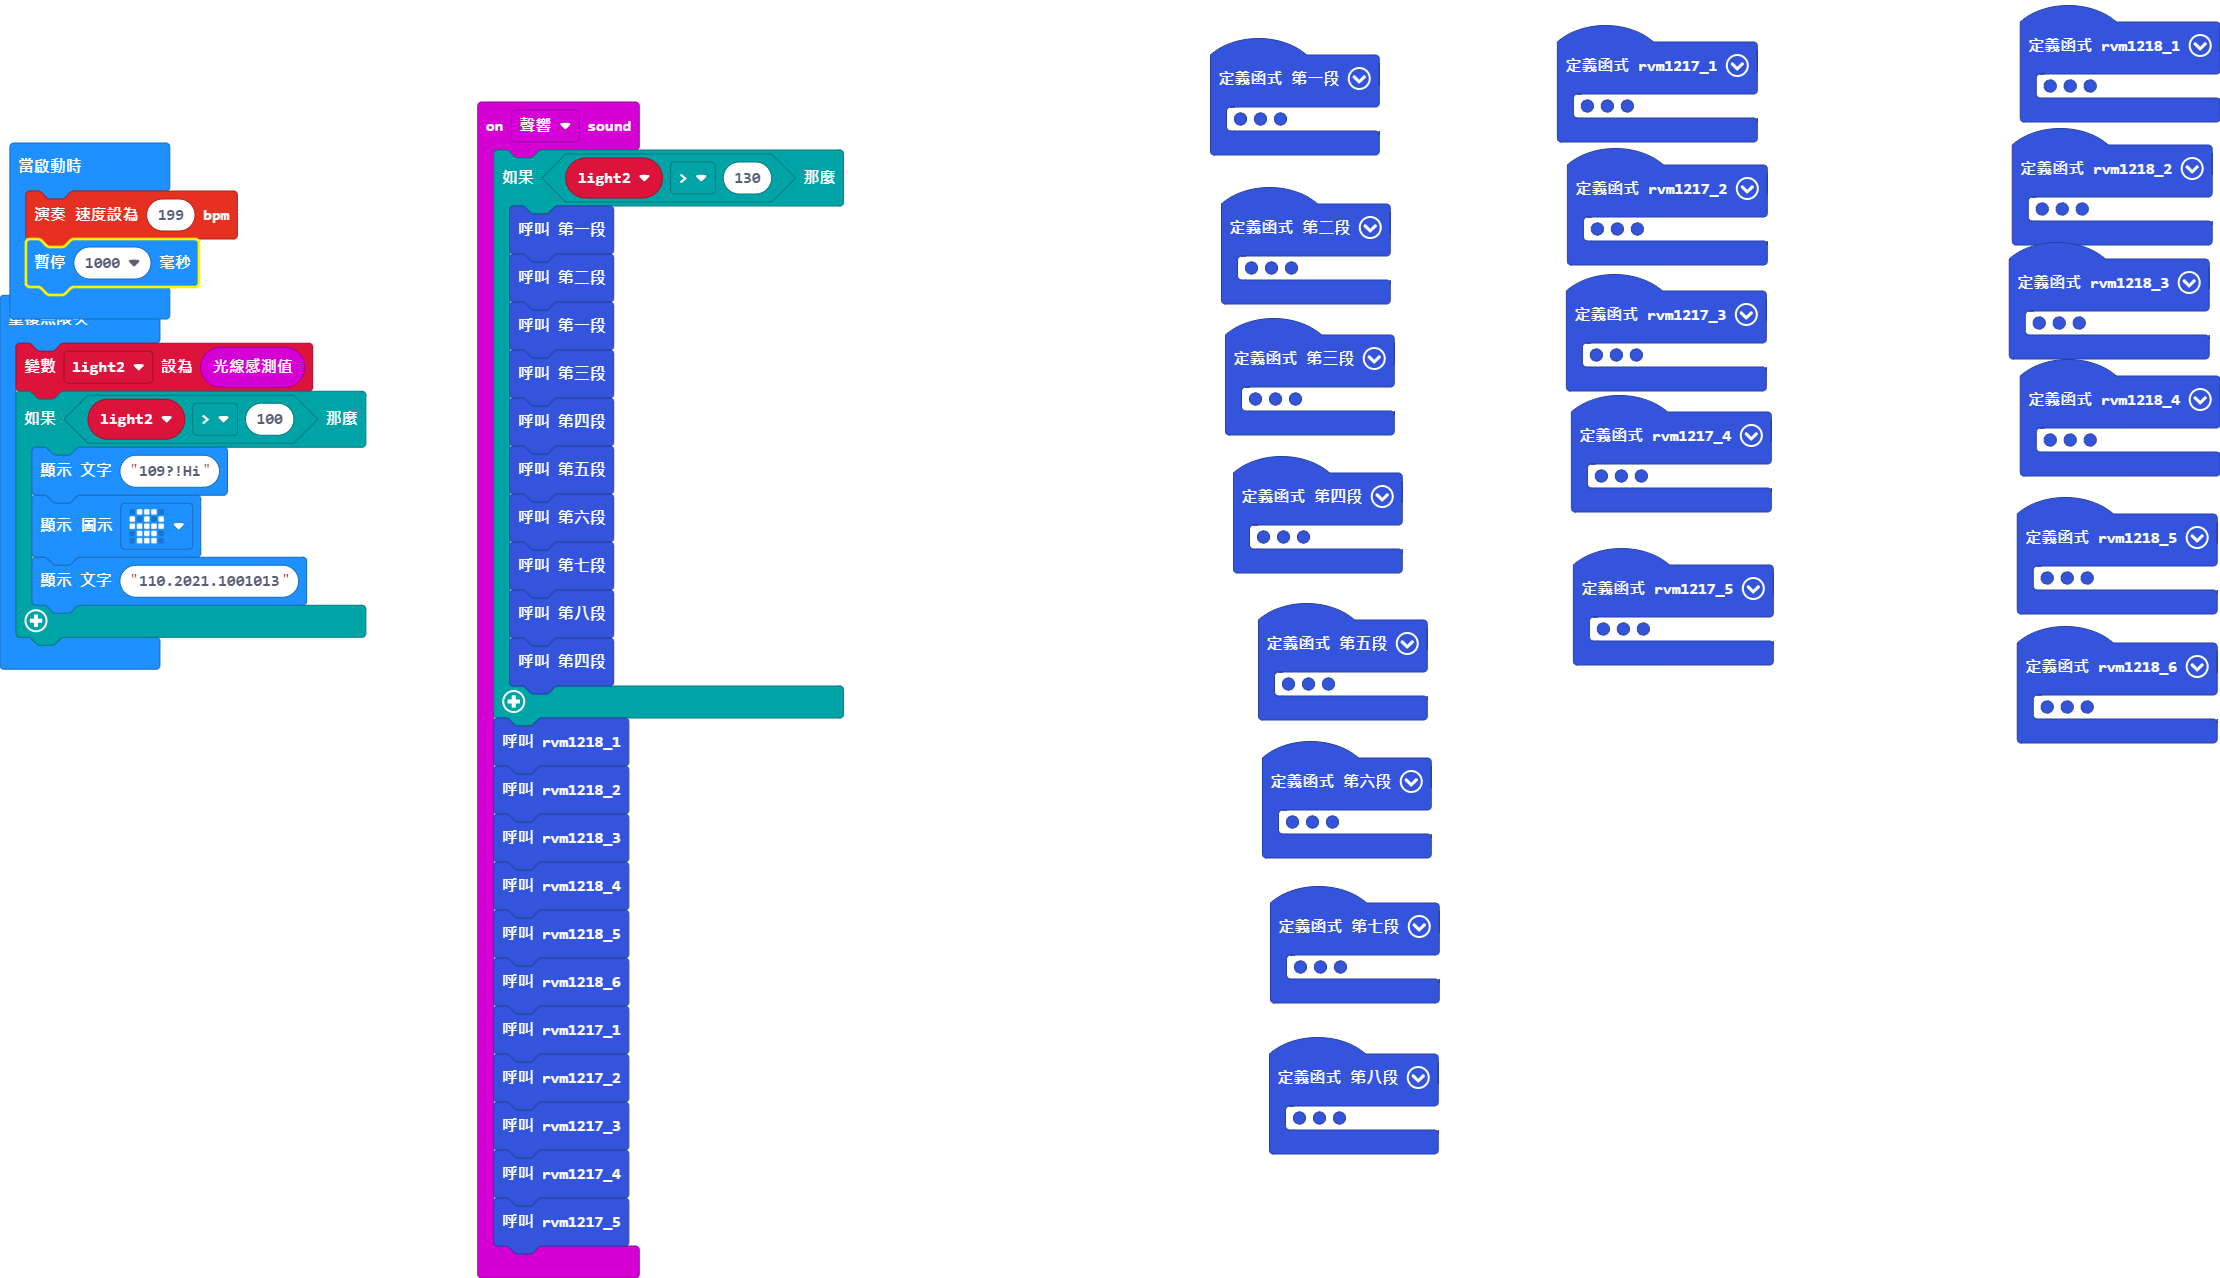 當啟動時
演奏 速度設為 199 bpm
暫停 1000 毫秒
變數 light2 設為 光線感測值
如果 light2 > 100 那麼
顯示 文字 "109?!Hi"
顯示 圖示
顯示 文字 "110.2021.1001013"
on 聲響 sound
如果 light2 > 130 那麼
呼叫 第一段
呼叫 第二段
呼叫 第一段
呼叫 第三段
呼叫 第四段
呼叫 第五段
呼叫 第六段
呼叫 第七段
呼叫 第八段
呼叫 第四段
呼叫 rvm1218_1
呼叫 rvm1218_2
呼叫 rvm1218_3
呼叫 rvm1218_4
呼叫 rvm1218_5
呼叫 rvm1218_6
呼叫 rvm1217_1
呼叫 rvm1217_2
呼叫 rvm1217_3
呼叫 rvm1217_4
呼叫 rvm1217_5
定義函式 第一段
定義函式 第二段
定義函式 第三段
定義函式 第四段
定義函式 第五段
定義函式 第六段
定義函式 第七段
定義函式 第八段
定義函式 rvm1217_1
定義函式 rvm1217_2
定義函式 rvm1217_3
定義函式 rvm1217_4
定義函式 rvm1217_5
定義函式 rvm1218_1
定義函式 rvm1218_2
定義函式 rvm1218_3
定義函式 rvm1218_4
定義函式 rvm1218_5
定義函式 rvm1218_6